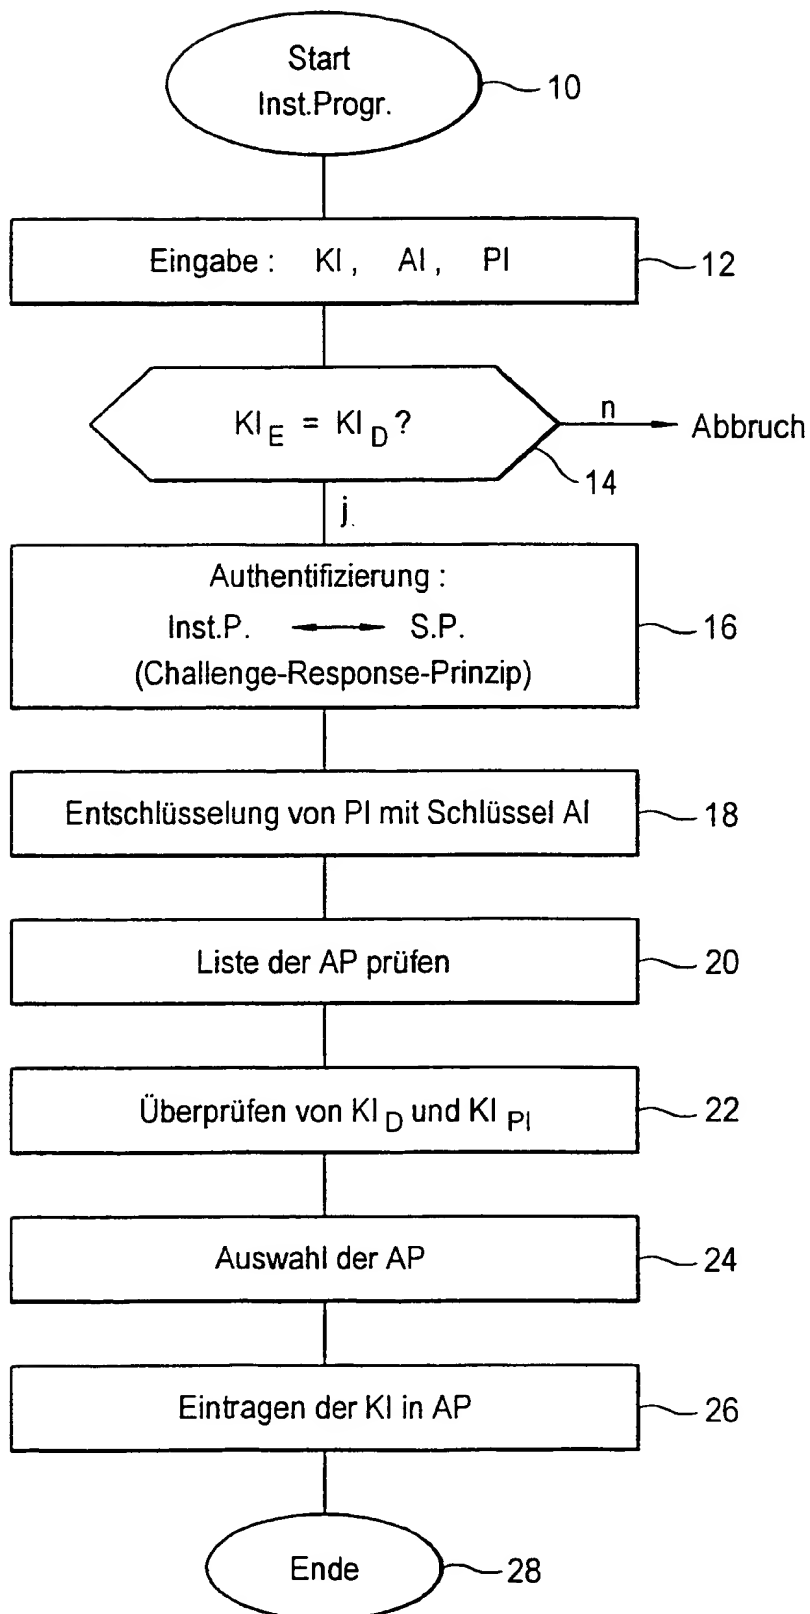 Start
Inst.Progr.
10
Eingabe : KI , AI , PI
12
KI E = KI D ?
n
Abbruch
14
j.
Authentifizierung :
Inst.P. ↔ S.P.
(Challenge-Response-Prinzip)
16
Entschlüsselung von PI mit Schlüssel AI
18
Liste der AP prüfen
20
Überprüfen von KI D und KI PI
22
Auswahl der AP
24
Eintragen der KI in AP
26
Ende
28